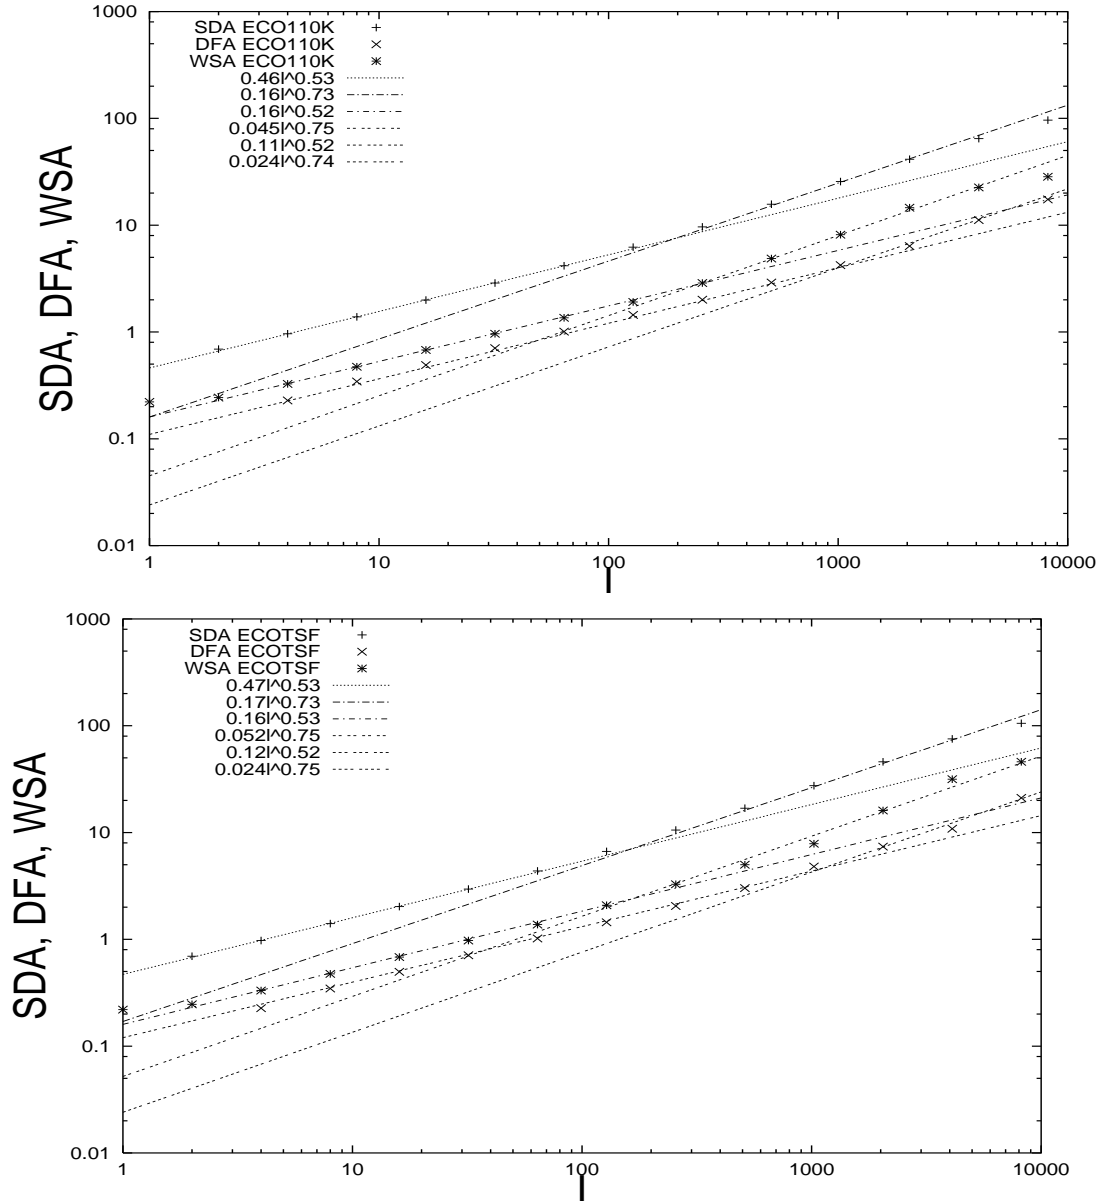 1000
100
10
1
0.1
0.01
SDA, DFA, WSA
SDA ECO110K
DFA ECO110K
WSA ECO110K
0.46l^0.53
0.16l^0.73
0.16l^0.52
0.045l^0.75
0.11l^0.52
0.024l^0.74
1 10 100 1000 10000
l
1000
100
10
1
0.1
0.01
SDA, DFA, WSA
SDA ECOTSF
DFA ECOTSF
WSA ECOTSF
0.47l^0.53
0.17l^0.73
0.16l^0.53
0.052l^0.75
0.12l^0.52
0.024l^0.75
1 10 100 1000 10000
l